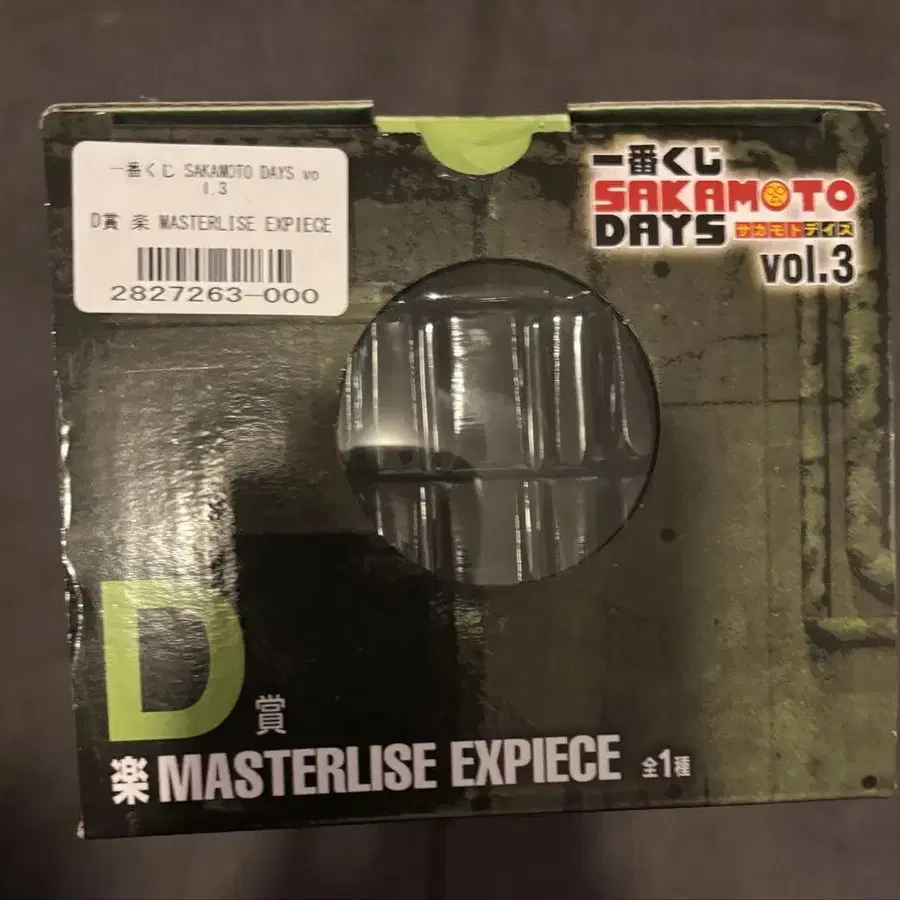 一番くじ SAKAMOTO DAYS vo
l.3
D賞 楽 MASTERLISE EXPIECE
2827263-000
一番くじ
SAKAMOTO
DAYS サカモトデイズ
vol.3
D賞
楽 MASTERLISE EXPIECE 全1種